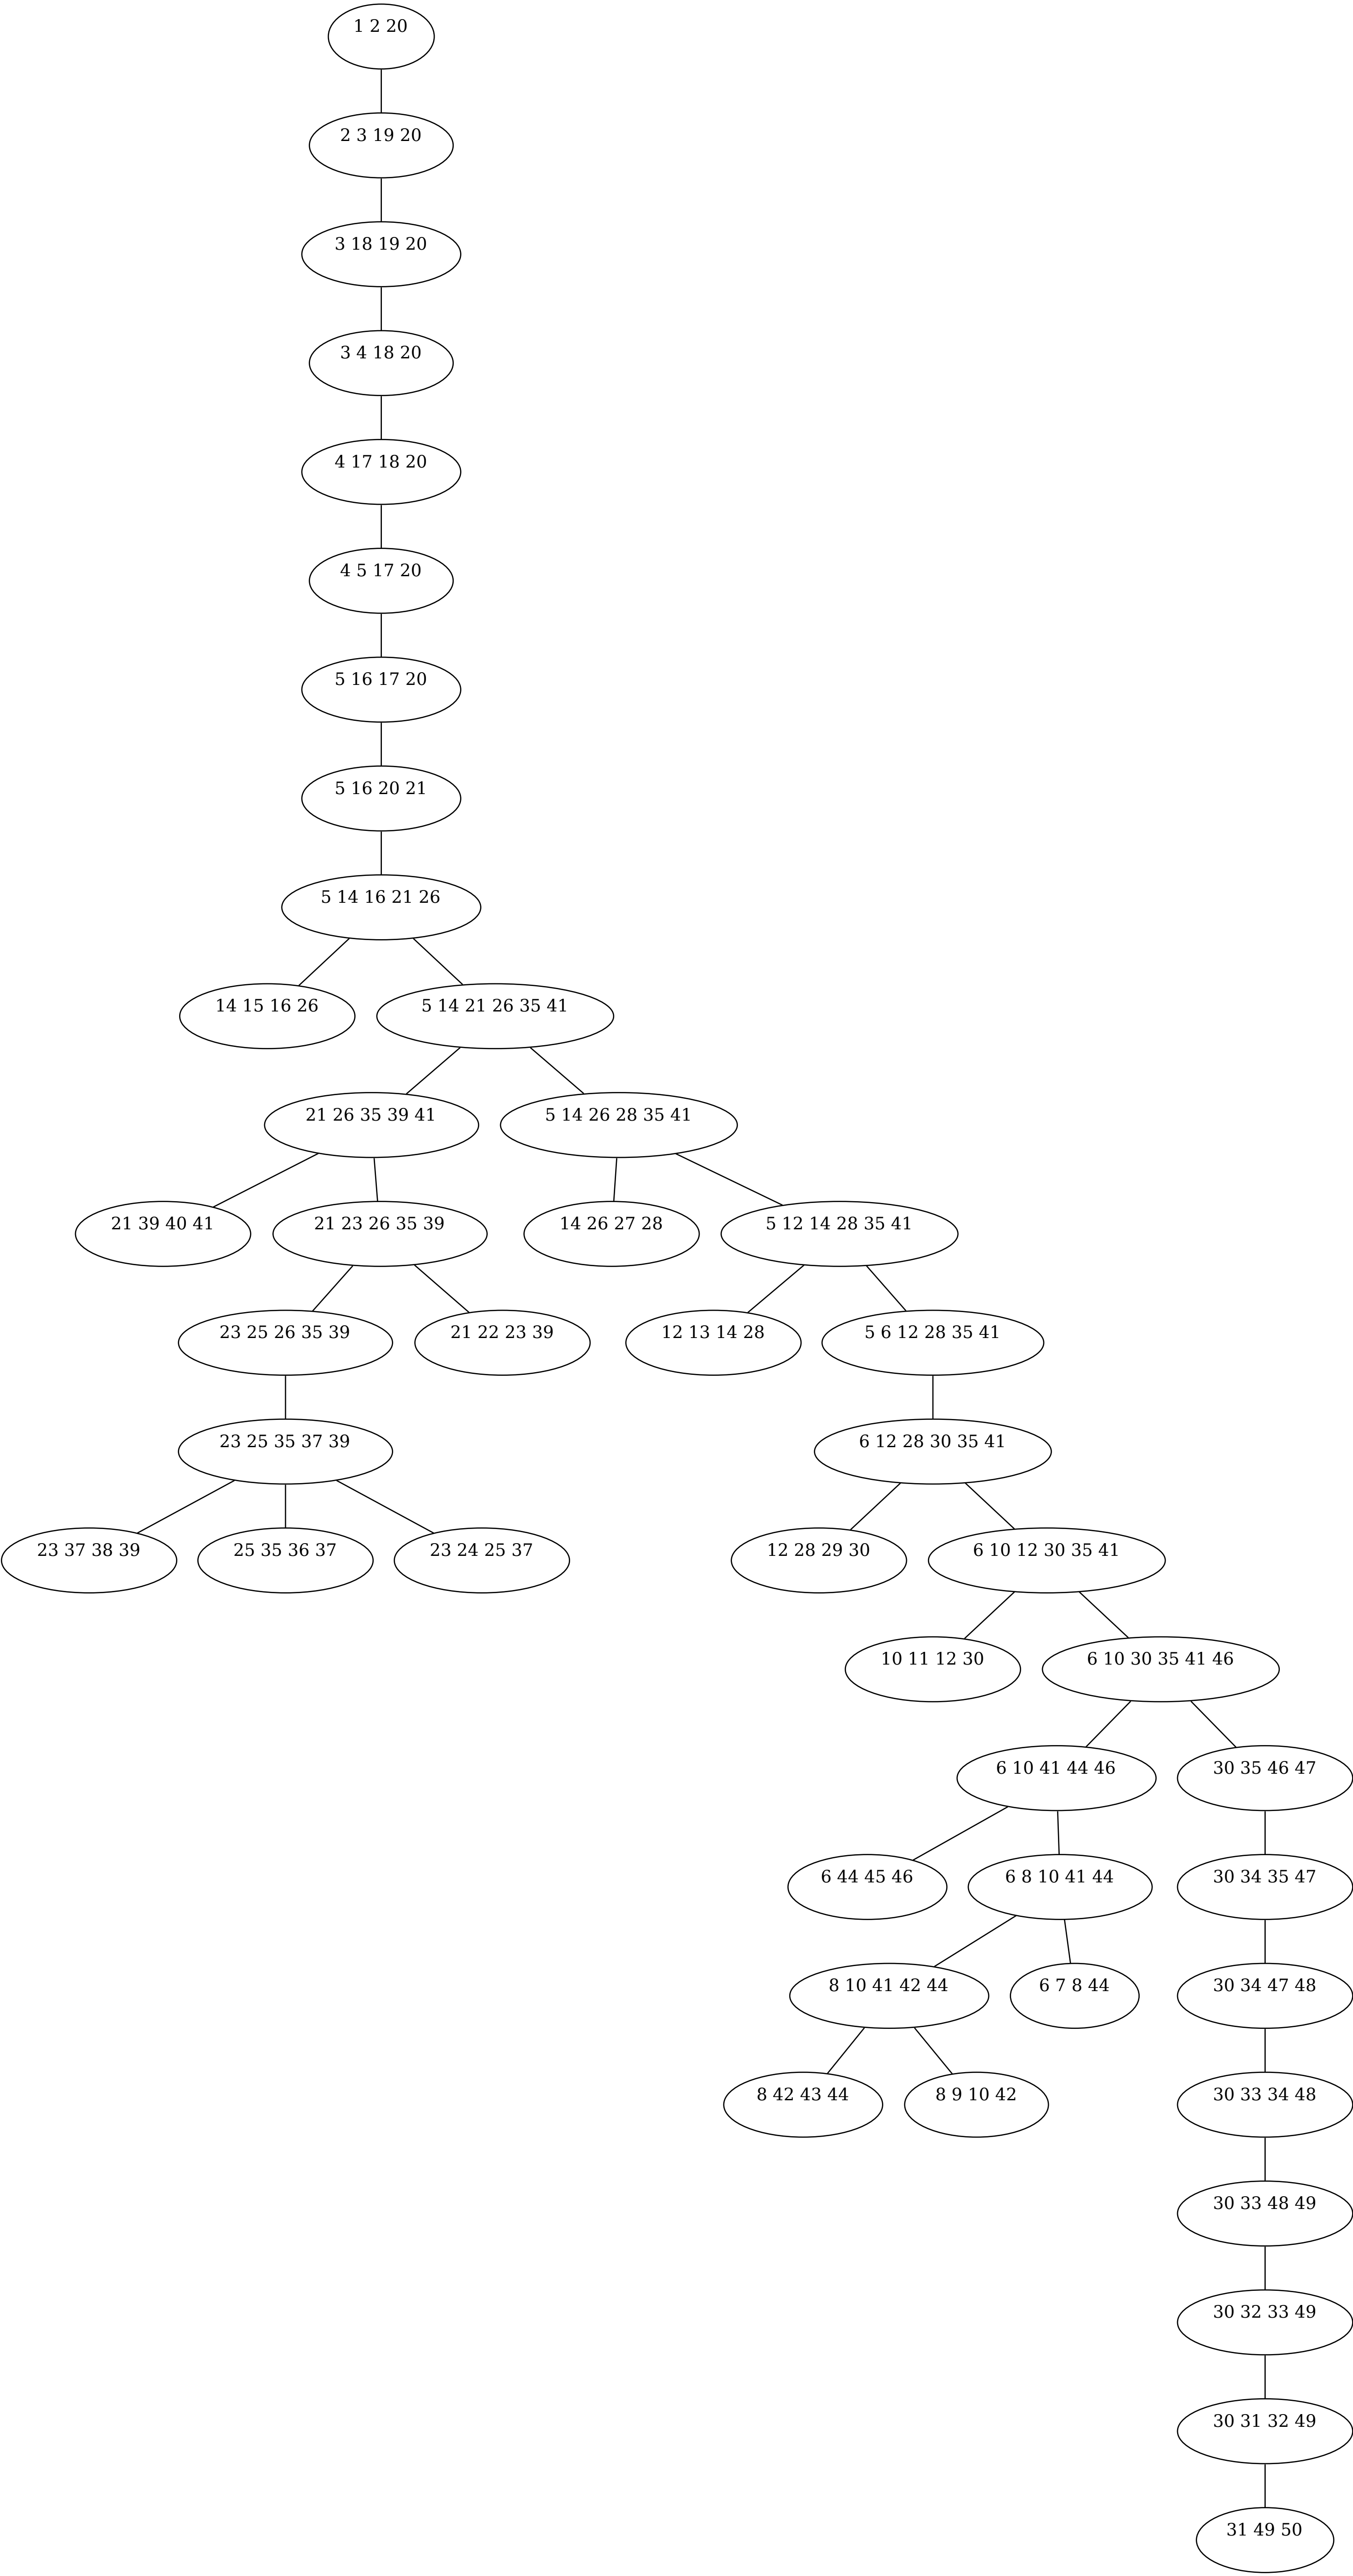 1 2 20
2 3 19 20
3 18 19 20
3 4 18 20
4 17 18 20
4 5 17 20
5 16 17 20
5 16 20 21
5 14 16 21 26
14 15 16 26
5 14 21 26 35 41
21 26 35 39 41
5 14 26 28 35 41
21 39 40 41
21 23 26 35 39
14 26 27 28
5 12 14 28 35 41
23 25 26 35 39
21 22 23 39
12 13 14 28
5 6 12 28 35 41
23 25 35 37 39
6 12 28 30 35 41
23 37 38 39
25 35 36 37
23 24 25 37
12 28 29 30
6 10 12 30 35 41
10 11 12 30
6 10 30 35 41 46
6 10 41 44 46
30 35 46 47
6 44 45 46
6 8 10 41 44
30 34 35 47
8 10 41 42 44
6 7 8 44
30 34 47 48
8 42 43 44
8 9 10 42
30 33 34 48
30 33 48 49
30 32 33 49
30 31 32 49
31 49 50